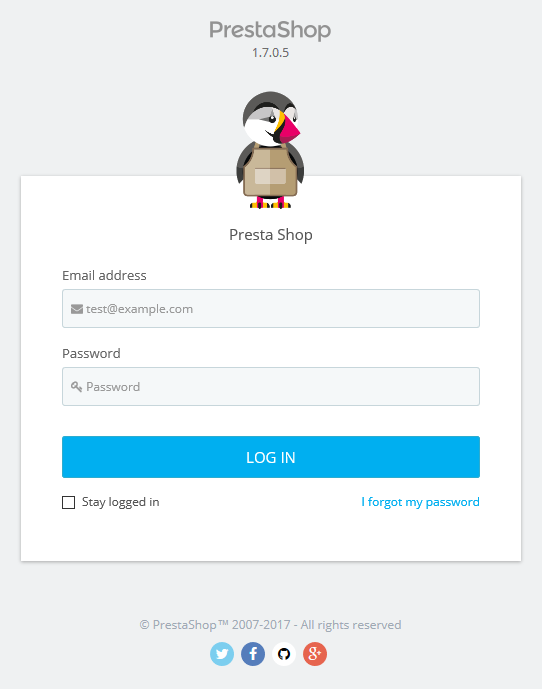 PrestaShop
1.7.0.5
Presta Shop
Email address
test@example.com
Password
Password
LOG IN
Stay logged in
I forgot my password
© PrestaShop™ 2007-2017 - All rights reserved